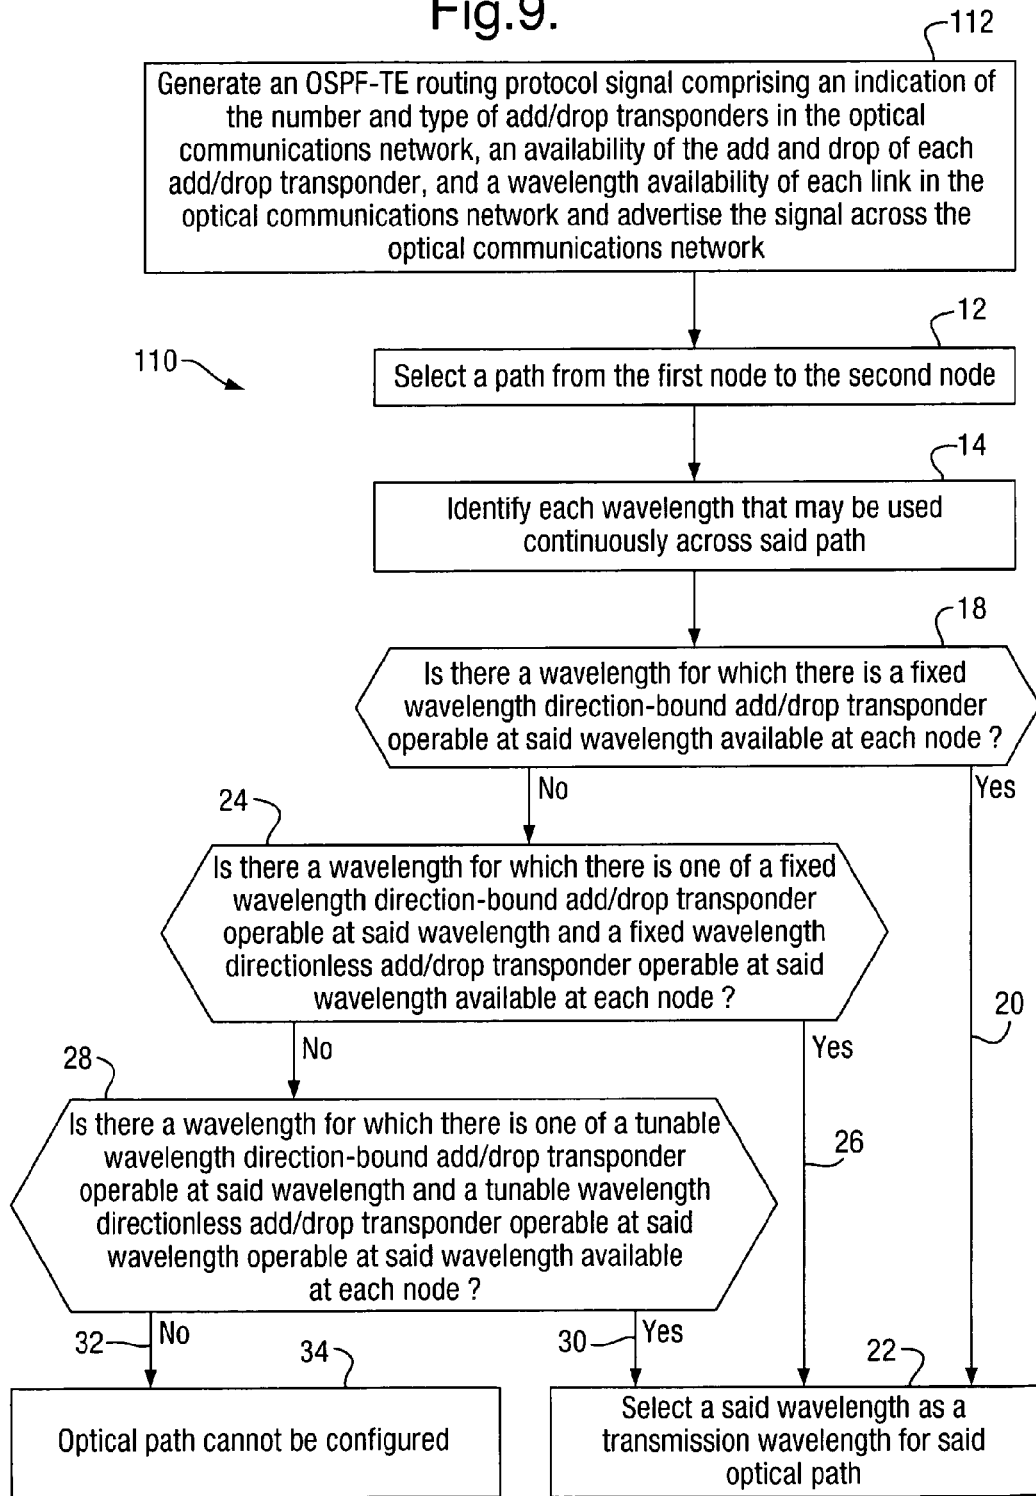 Fig.9.
112
Generate an OSPF-TE routing protocol signal comprising an indication of
the number and type of add/drop transponders in the optical
communications network, an availability of the add and drop of each
add/drop transponder, and a wavelength availability of each link in the
optical communications network and advertise the signal across the
optical communications network
12
110
Select a path from the first node to the second node
14
Identify each wavelength that may be used
continuously across said path
18
Is there a wavelength for which there is a fixed
wavelength direction-bound add/drop transponder
operable at said wavelength available at each node ?
No
Yes
24
Is there a wavelength for which there is one of a fixed
wavelength direction-bound add/drop transponder
operable at said wavelength and a fixed wavelength
directionless add/drop transponder operable at said
wavelength available at each node ?
20
No
Yes
28
Is there a wavelength for which there is one of a tunable
wavelength direction-bound add/drop transponder
operable at said wavelength and a tunable wavelength
directionless add/drop transponder operable at said
wavelength operable at said wavelength available
at each node ?
26
32
No
30
Yes
34
22
Optical path cannot be configured
Select a said wavelength as a
transmission wavelength for said
optical path